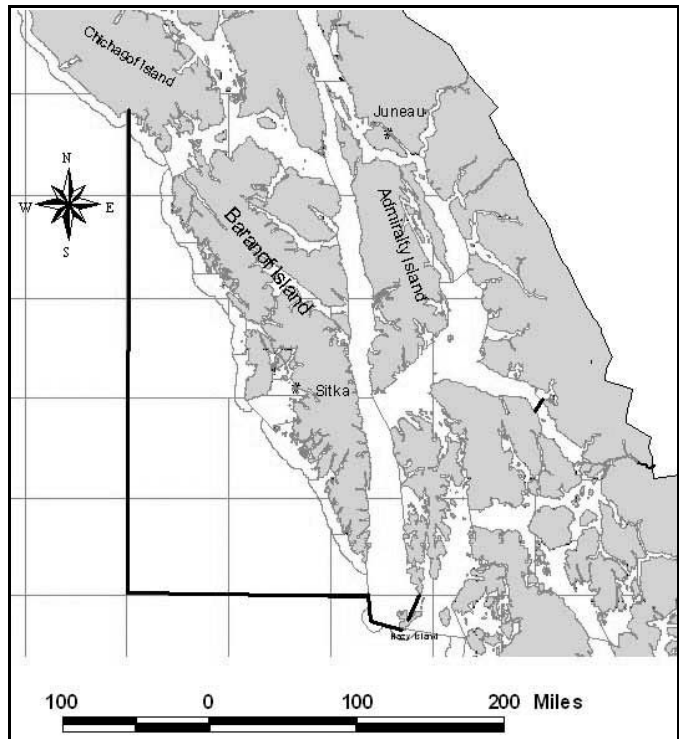 Chichagof Island
Juneau
N
W E
S
Admiralty Island
Baranof Island
Sitka
Hazy Island
100 0 100 200 Miles